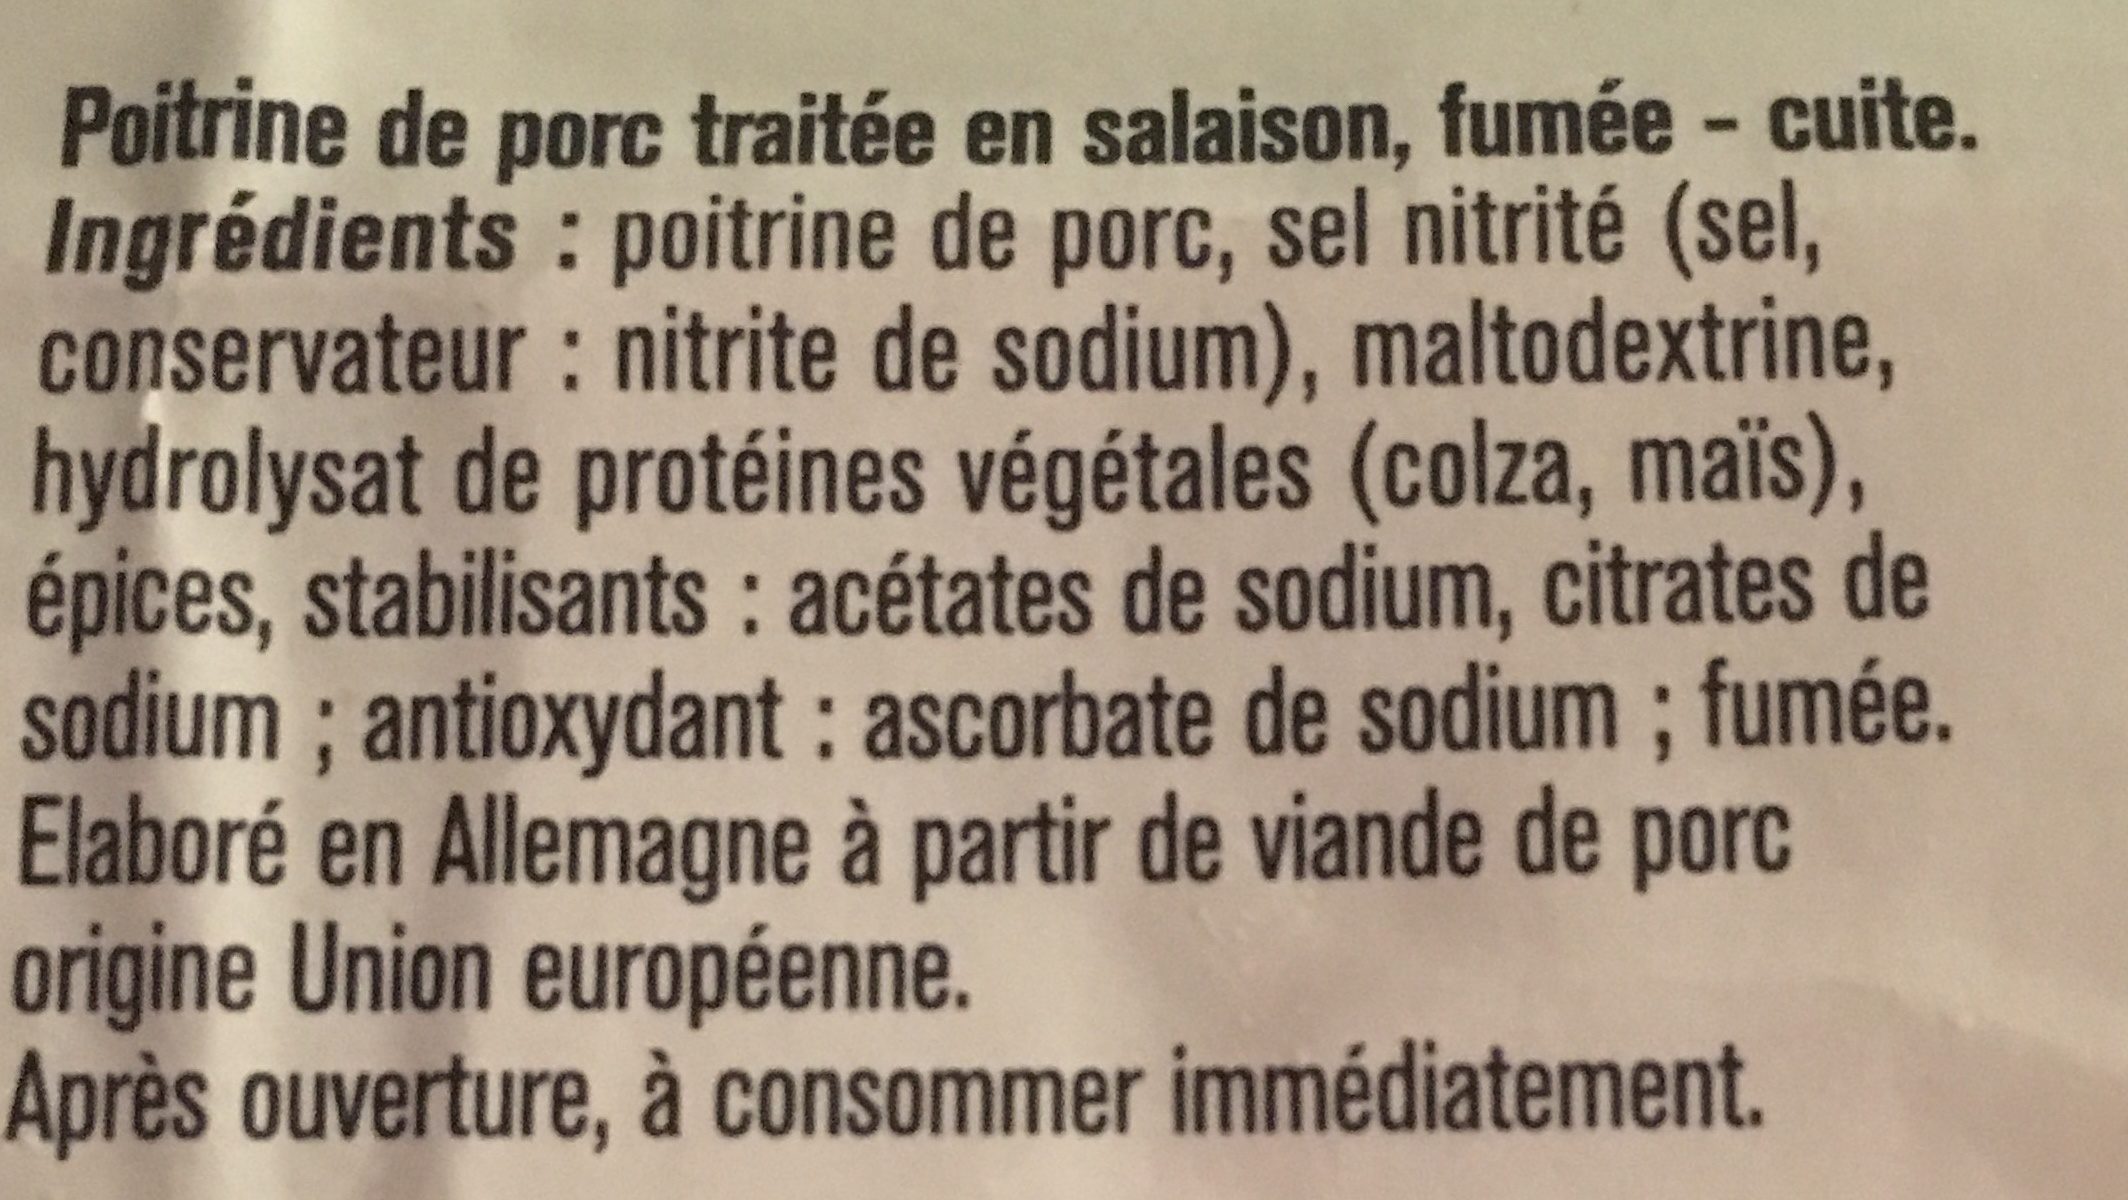 Poitrine de porc traitée en salaison, fumée - cuite.
Ingrédients : poitrine de porc, sel nitrité (sel,
conservateur : nitrite de sodium), maltodextrine,
hydrolysat de protéines végétales (colza, maïs),
épices, stabilisants : acétates de sodium, citrates de
sodium ; antioxydant : ascorbate de sodium ; fumée.
Elaboré en Allemagne à partir de viande de porc
origine Union européenne.
Après ouverture, à consommer immédiatement.